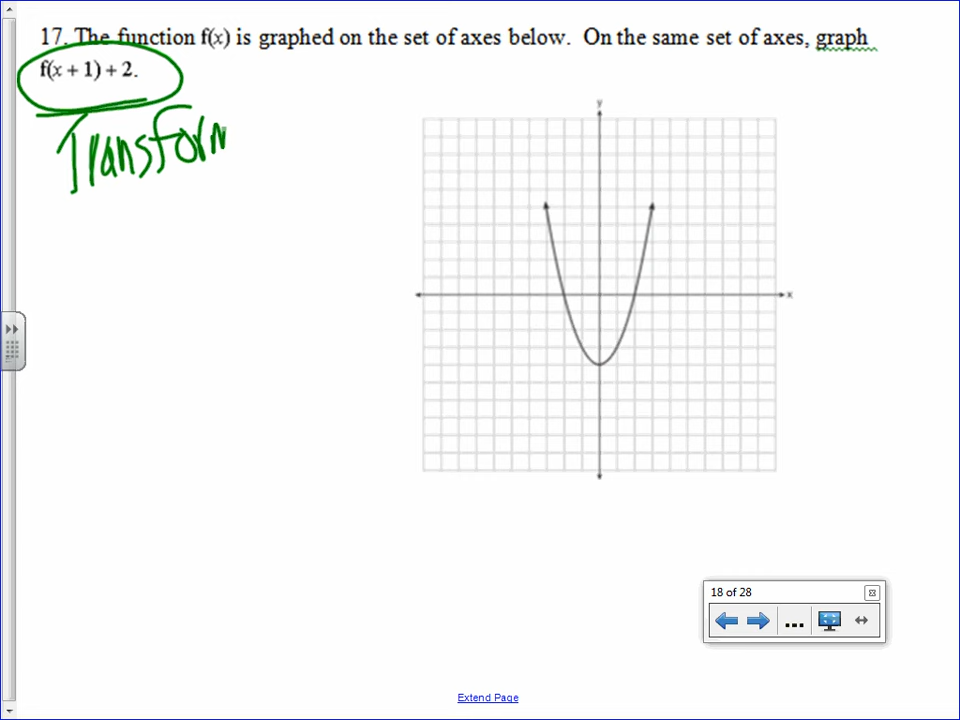 17. The function f(x) is graphed on the set of axes below.  On the same set of axes, graph
f(x + 1) + 2.
Transform
y
x
18 of 28
...
Extend Page